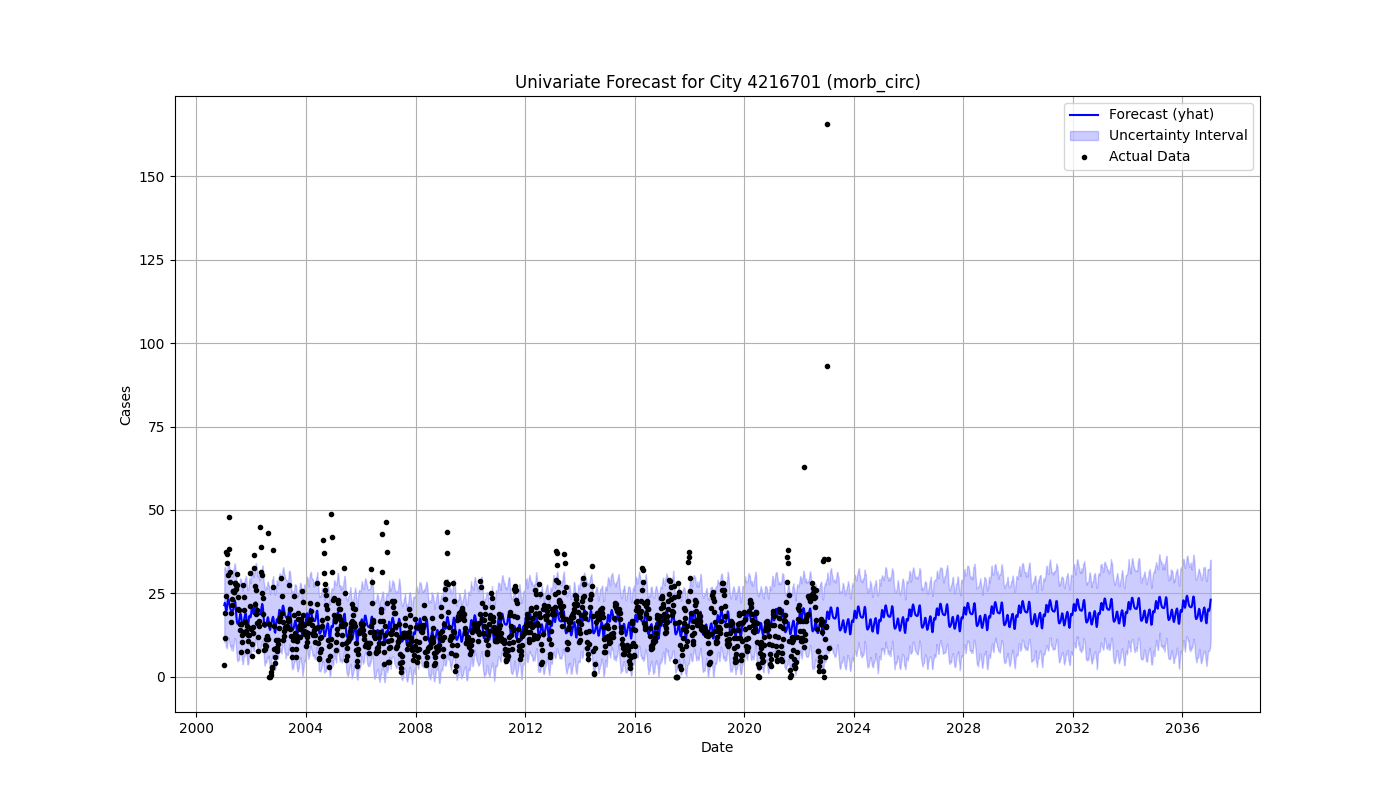 Univariate Forecast for City 4216701 (morb_circ)
Forecast (yhat)
Uncertainty Interval
Actual Data
150
125
100
75
50
25
0
Cases
2000 2004 2008 2012 2016 2020 2024 2028 2032 2036
Date